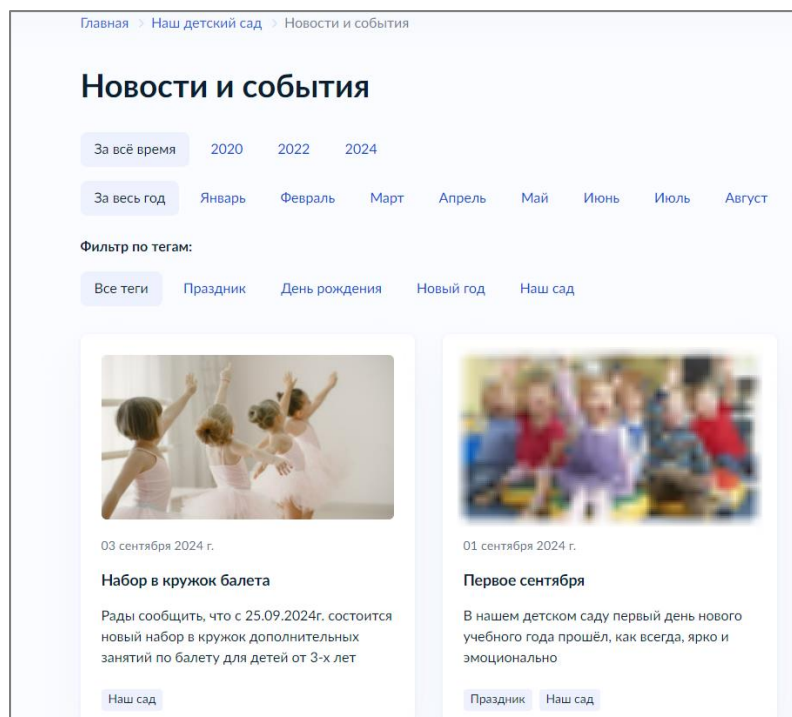 Главная > Наш детский сад > Новости и события
Новости и события
За всё время 2020 2022 2024
За весь год Январь Февраль Март Апрель Май Июнь Июль Август
Фильтр по тегам:
Все теги Праздник День рождения Новый год Наш сад
03 сентября 2024 г.
Набор в кружок балета
Рады сообщить, что с 25.09.2024г. состоится
новый набор в кружок дополнительных
занятий по балету для детей от 3-х лет
Наш сад
01 сентября 2024 г.
Первое сентября
В нашем детском саду первый день нового
учебного года прошёл, как всегда, ярко и
эмоционально
Праздник Наш сад